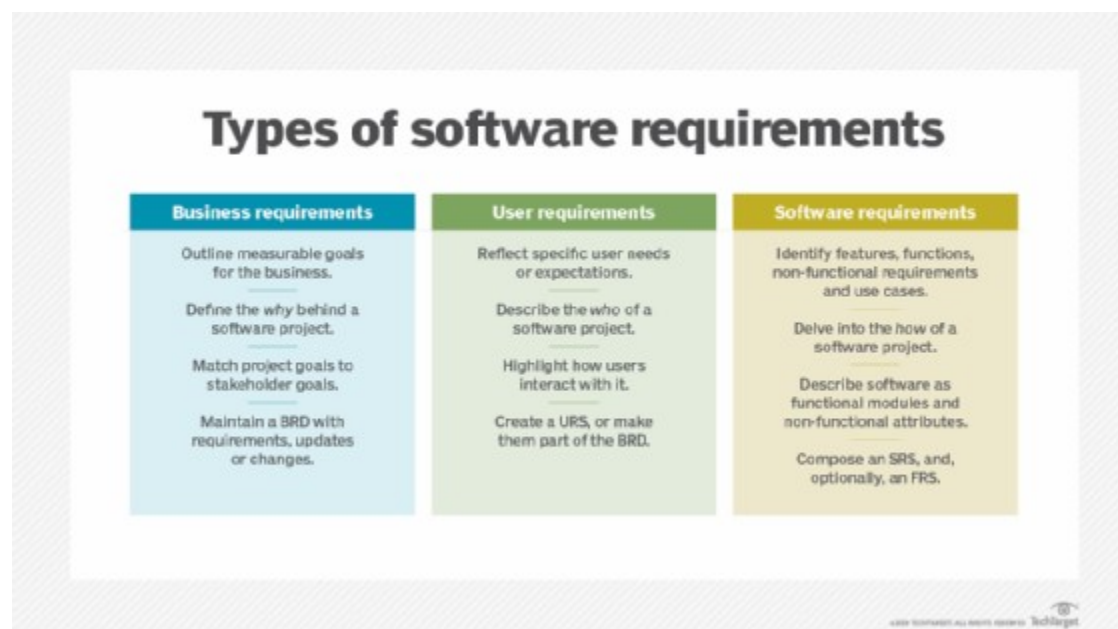 Types of software requirements
Business requirements
Outline measurable goals
for the business.
Define the why behind a
software project.
Match project goals to
stakeholder goals.
Maintain a BRD with
requirements, updates
or changes.
User requirements
Reflect specific user needs
or expectations.
Describe the who of a
software project.
Highlight how users
interact with it.
Create a URS, or make
them part of the BRD.
Software requirements
Identify features, functions,
non-functional requirements
and use cases.
Delve into the how of a
software project.
Describe software as
functional modules and
non-functional attributes.
Compose an SRS, and,
optionally, an FRS.
TechTarget